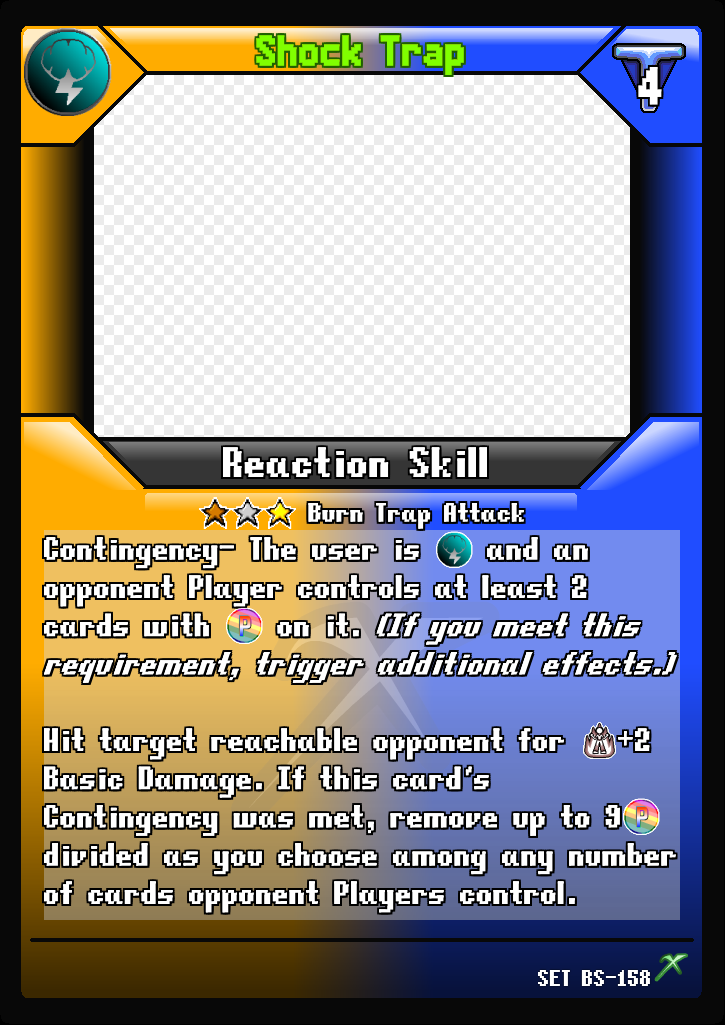 Shock Trap
4
Reaction Skill
Burn Trap Attack
Contingency- The user is and an
opponent Player controls at least 2
cards with P on it. (If you meet this
requirement, trigger additional effects.)
Hit target reachable opponent for +2
Basic Damage. If this card's
Contingency was met, remove up to 9P
divided as you choose among any number
of cards opponent Players control.
SET BS-158